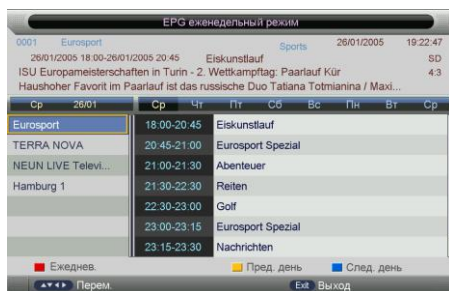 EPG еженедельный режим
0001 Eurosport Sports 26/01/2005 19:22:47
26/01/2005 18:00-26/01/2005 20:45 Eiskunstlauf SD
ISU Europameisterschaften in Turin - 2. Wettkampftag: Paarlauf Kür 4:3
Haushoher Favorit im Paarlauf ist das russische Duo Tatiana Totmianina / Maxi...
Ср 26/01 Ср Чт Пт Сб Вс Пн Вт Ср
Eurosport 18:00-20:45 Eiskunstlauf
TERRA NOVA 20:45-21:00 Eurosport Spezial
NEUN LIVE Televi... 21:00-21:30 Abenteuer
Hamburg 1 21:30-22:30 Reiten
22:30-23:00 Golf
23:00-23:15 Eurosport Spezial
23:15-23:30 Nachrichten
Ежеднев. Пред. день След. день
Перем. Exit Выход